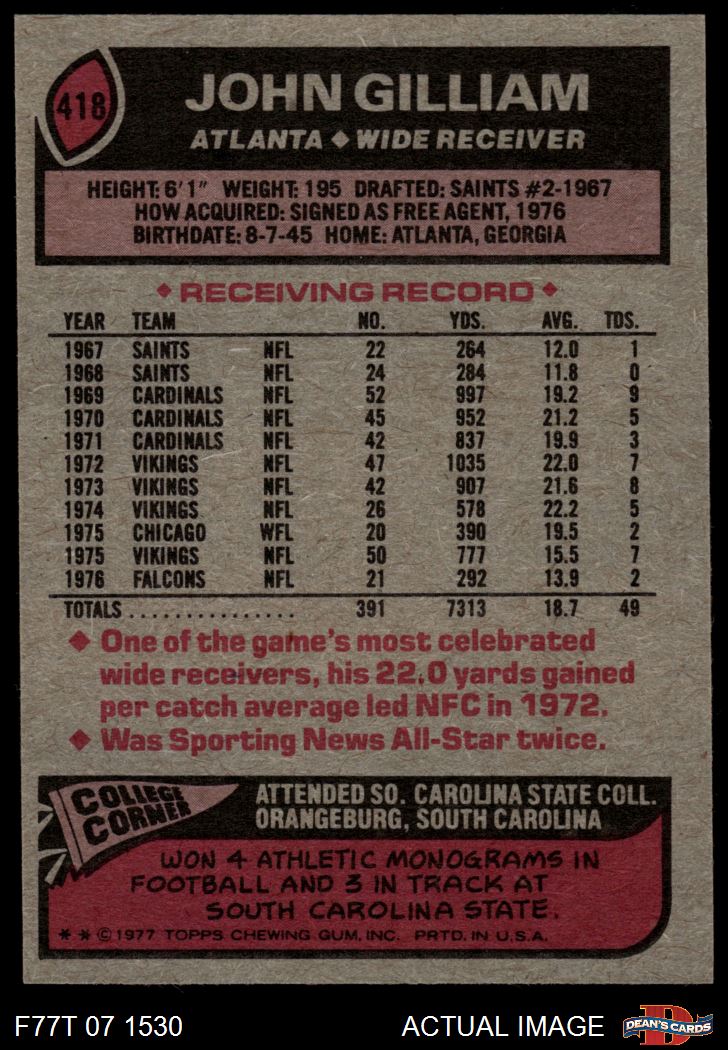 418
JOHN GILLIAM
ATLANTA ◆ WIDE RECEIVER
HEIGHT: 6'1" WEIGHT: 195 DRAFTED: SAINTS #2-1967
HOW ACQUIRED: SIGNED AS FREE AGENT, 1976
BIRTHDATE: 8-7-45 HOME: ATLANTA, GEORGIA
◆ RECEIVING RECORD ◆
YEAR TEAM NO. YDS. AVG. TDS.
1967 SAINTS NFL 22 264 12.0 1
1968 SAINTS NFL 24 284 11.8 0
1969 CARDINALS NFL 52 997 19.2 9
1970 CARDINALS NFL 45 952 21.2 5
1971 CARDINALS NFL 42 837 19.9 3
1972 VIKINGS NFL 47 1035 22.0 7
1973 VIKINGS NFL 42 907 21.6 8
1974 VIKINGS NFL 26 578 22.2 5
1975 CHICAGO WFL 20 390 19.5 2
1975 VIKINGS NFL 50 777 15.5 7
1976 FALCONS NFL 21 292 13.9 2
TOTALS................ 391 7313 18.7 49
◆ One of the game's most celebrated
wide receivers, his 22.0 yards gained
per catch average led NFC in 1972.
◆ Was Sporting News All-Star twice.
COLLEGE
CORNER
ATTENDED SO. CAROLINA STATE COLL.
ORANGEBURG, SOUTH CAROLINA
WON 4 ATHLETIC MONOGRAMS IN
FOOTBALL AND 3 IN TRACK AT
SOUTH CAROLINA STATE.
* * © 1977 TOPPS CHEWING GUM, INC. PRTD. IN U.S.A.
F77T 07 1530 ACTUAL IMAGE
D
DEAN'S CARDS